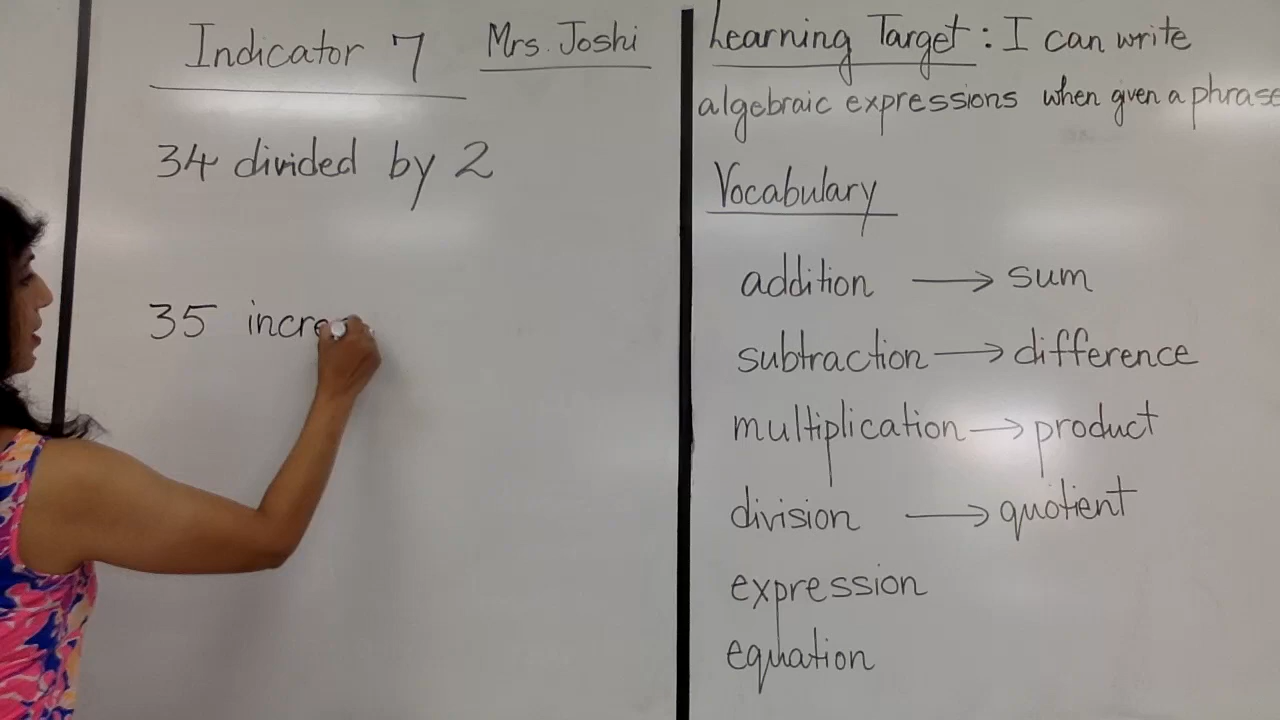 Indicator 7 Mrs. Joshi
34 divided by 2
35 incre
Learning Target: I can write
algebraic expressions when given a phrase
Vocabulary
addition → sum
subtraction → difference
multiplication → product
division → quotient
expression
equation